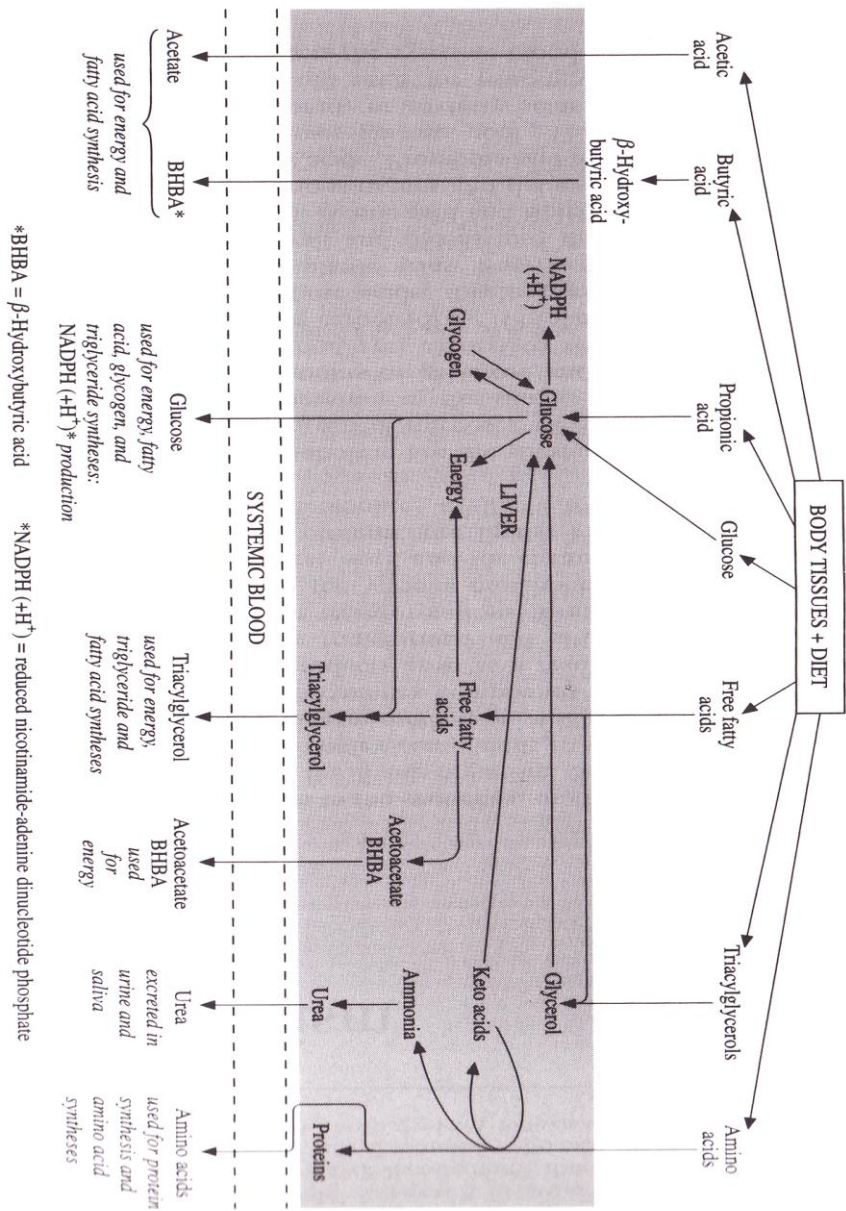 BODY TISSUES + DIET
Acetic
acid
Butyric
acid
Propionic
acid
Glucose
Free fatty
acids
Triacylglycerols
Amino
acids
β-Hydroxy-
butyric acid
NADPH
(+H⁺)
Glucose
Glycogen
Energy
LIVER
Free fatty
acids
Glycerol
Keto acids
Ammonia
Acetoacetate
BHBA
Triacylglycerol
Urea
Proteins
SYSTEMIC BLOOD
Acetate
BHBA*
used for energy and
fatty acid synthesis
Glucose
used for energy, fatty
acid, glycogen, and
triglyceride syntheses:
NADPH (+H⁺)* production
Triacylglycerol
used for energy,
triglyceride and
fatty acid syntheses
Acetoacetate
BHBA
used
for
energy
Urea
excreted in
urine and
saliva
Amino acids
used for protein
synthesis and
amino acid
syntheses
*BHBA = β-Hydroxybutyric acid
*NADPH (+H⁺) = reduced nicotinamide-adenine dinucleotide phosphate